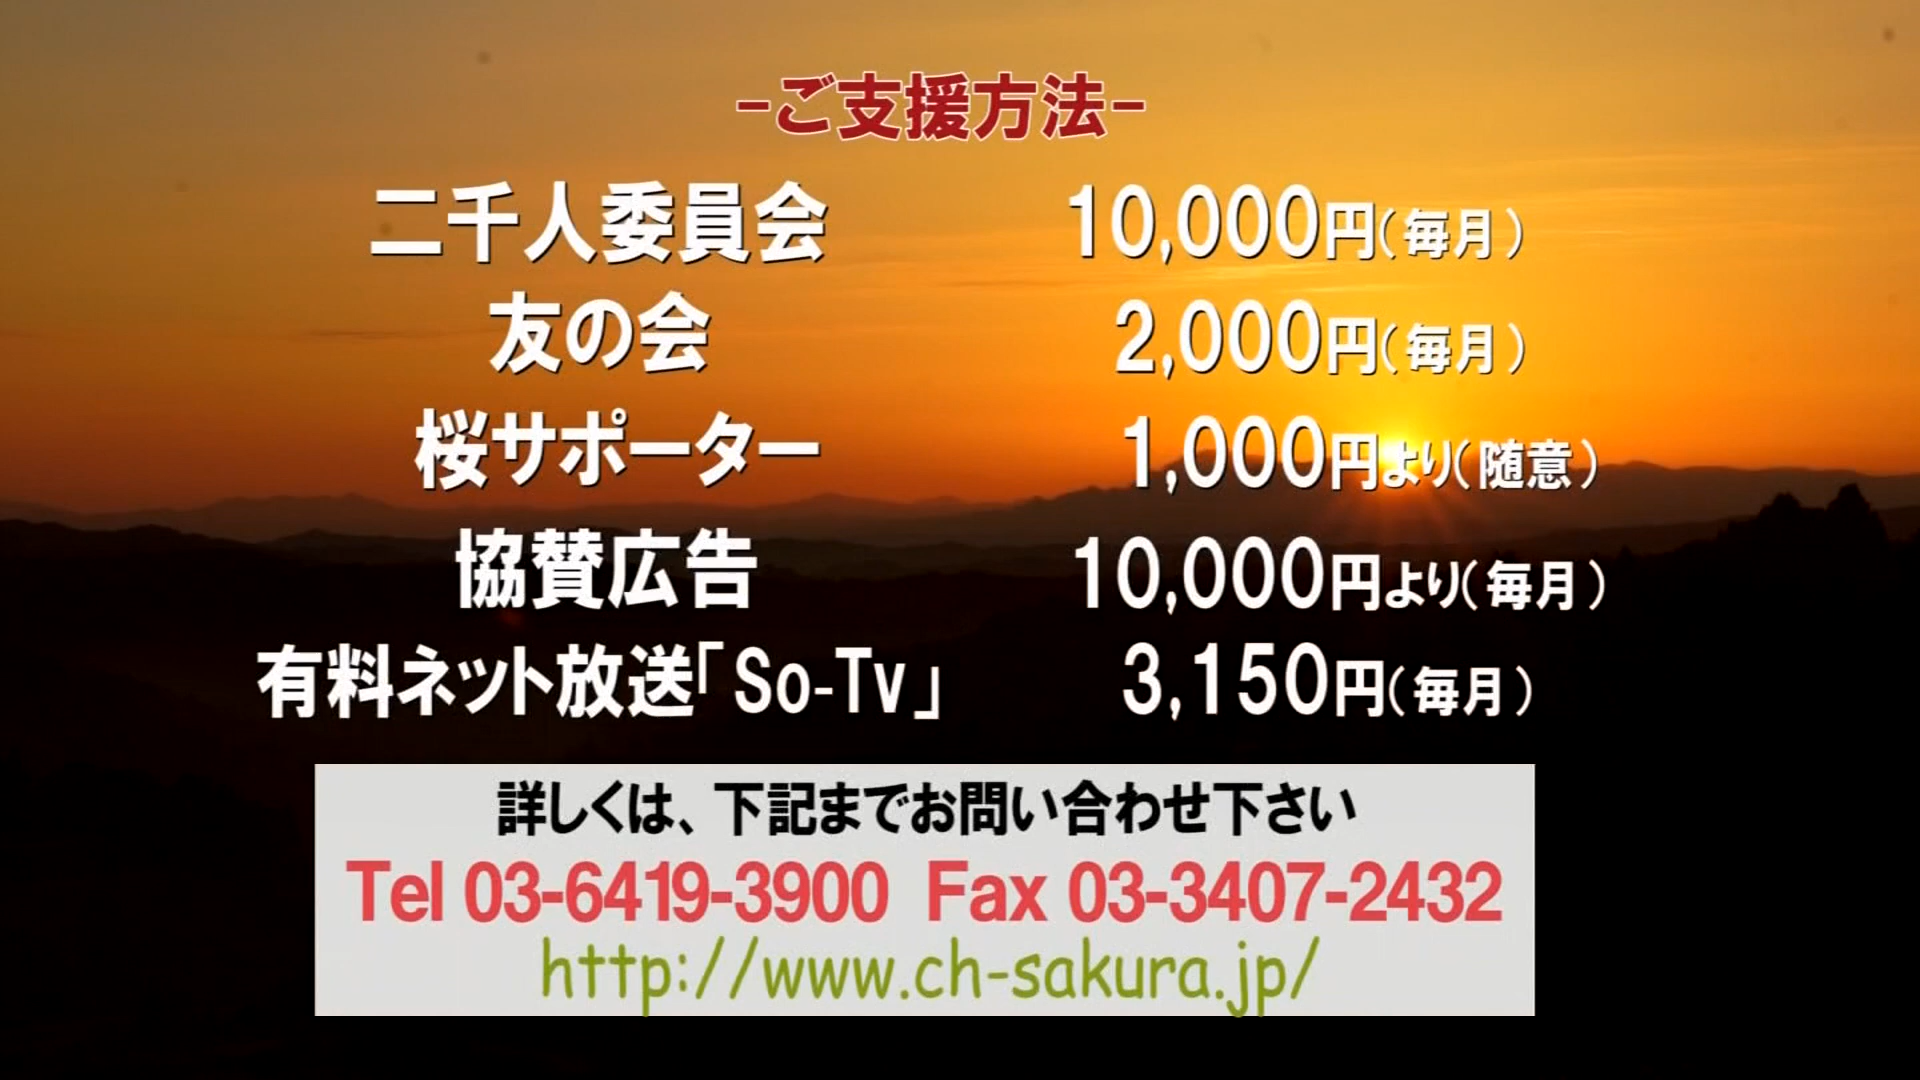 -ご支援方法-
二千人委員会 10,000円(毎月)
友の会 2,000円(毎月)
桜サポーター 1,000円より(随意)
協賛広告 10,000円より(毎月)
有料ネット放送「So-Tv」 3,150円(毎月)
詳しくは、下記までお問い合わせ下さい
Tel 03-6419-3900 Fax 03-3407-2432
http://www.ch-sakura.jp/